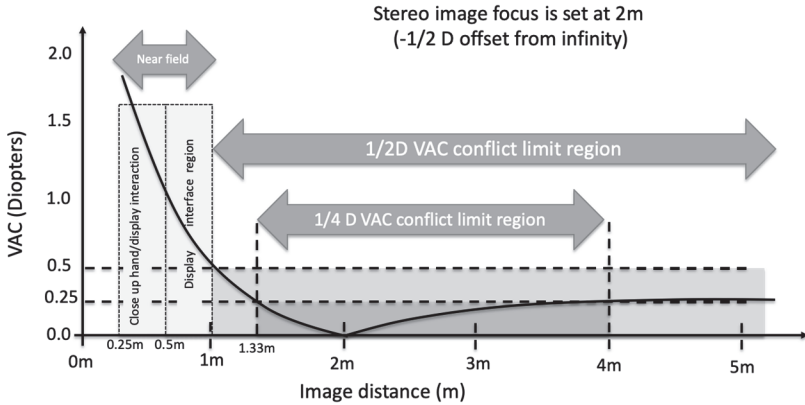 Stereo image focus is set at 2m
(-1/2 D offset from infinity)
Near field
2.0
1.5
1.0
0.5
0.25
0.0
VAC (Diopters)
Close up hand/display interaction
Display interface region
1/2D VAC conflict limit region
1/4 D VAC conflict limit region
0.25m
0.5m
1.33m
0m
1m
2m
3m
4m
5m
Image distance (m)